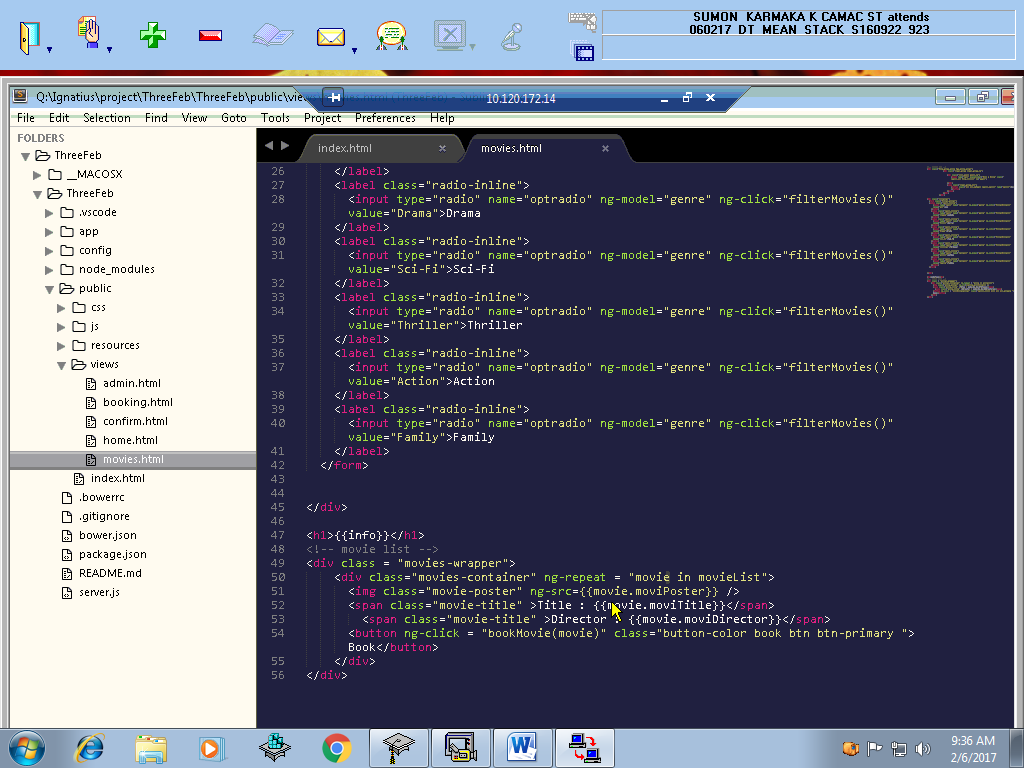 SUMON KARMAKA K CAMAC ST attends
060217_DT_MEAN_STACK_S160922_923
Q:\Ignatius\project\ThreeFeb\ThreeFeb\public\view
10.120.172.14
File Edit Selection Find View Goto Tools Project Preferences Help
FOLDERS
ThreeFeb
__MACOSX
ThreeFeb
.vscode
app
config
node_modules
public
css
js
resources
views
admin.html
booking.html
confirm.html
home.html
movies.html
index.html
.bowerrc
.gitignore
bower.json
package.json
README.md
server.js
index.html × movies.html ×
26 </label>
27 <label class="radio-inline">
28 <input type="radio" name="optradio" ng-model="genre" ng-click="filterMovies()"
value="Drama">Drama
29 </label>
30 <label class="radio-inline">
31 <input type="radio" name="optradio" ng-model="genre" ng-click="filterMovies()"
value="Sci-Fi">Sci-Fi
32 </label>
33 <label class="radio-inline">
34 <input type="radio" name="optradio" ng-model="genre" ng-click="filterMovies()"
value="Thriller">Thriller
35 </label>
36 <label class="radio-inline">
37 <input type="radio" name="optradio" ng-model="genre" ng-click="filterMovies()"
value="Action">Action
38 </label>
39 <label class="radio-inline">
40 <input type="radio" name="optradio" ng-model="genre" ng-click="filterMovies()"
value="Family">Family
41 </label>
42 </form>
43
44
45 </div>
46
47 <h1>{{info}}</h1>
48 <!-- movie list -->
49 <div class = "movies-wrapper">
50 <div class="movies-container" ng-repeat = "movie in movieList">
51 <img class="movie-poster" ng-src={{movie.moviPoster}} />
52 <span class="movie-title" >Title : {{movie.moviTitle}}</span>
53 <span class="movie-title" >Director : {{movie.moviDirector}}</span>
54 <button ng-click = "bookMovie(movie)" class="button-color book btn btn-primary ">
Book</button>
55 </div>
56 </div>
9:36 AM
2/6/2017